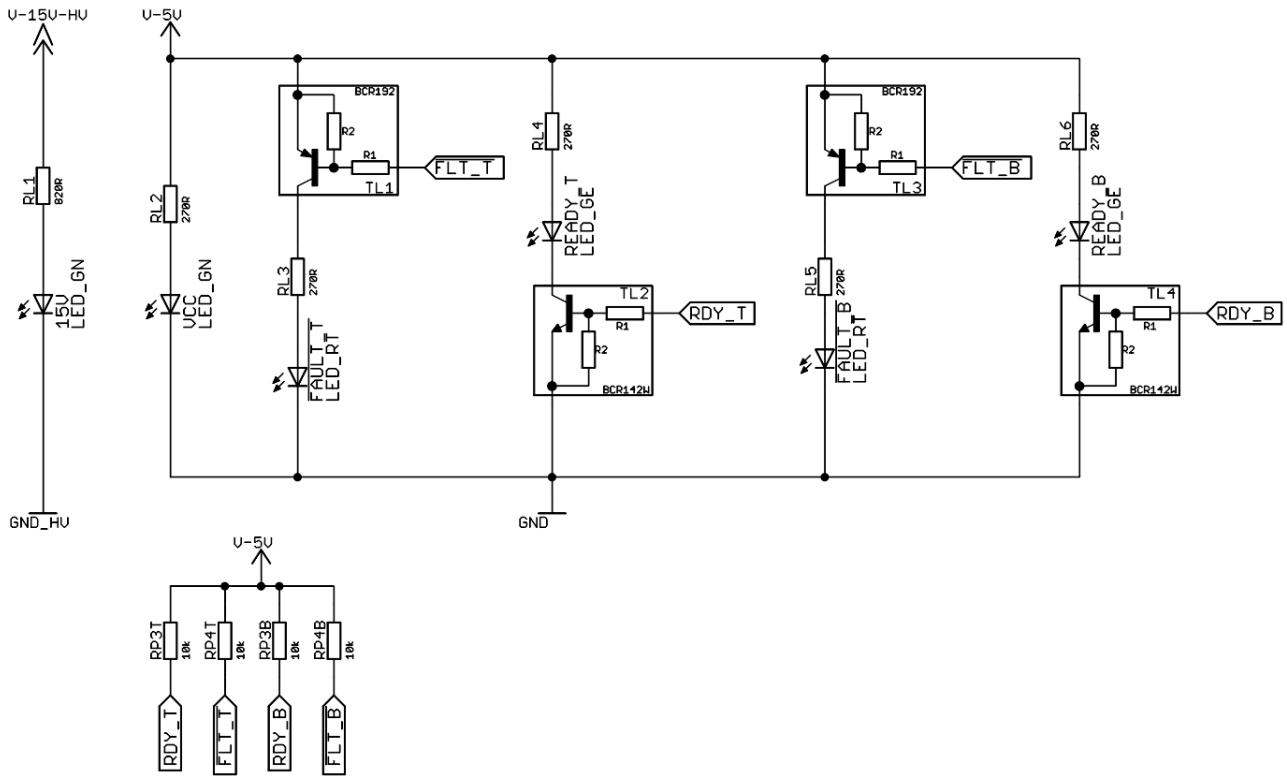 V-15V-HV
V-5V
BCR192
R2
R1
FLT_T
TL1
RL1
820R
RL2
270R
15V
LED_GN
VCC
LED_GN
RL3
270R
FAULT_T
LED_RT
RL4
270R
READY_T
LED_GE
TL2
R1
R2
BCR142W
RDY_T
BCR192
R2
R1
FLT_B
TL3
RL5
270R
FAULT_B
LED_RT
RL6
270R
READY_B
LED_GE
TL4
R1
R2
BCR142W
RDY_B
GND_HV
GND
V-5V
RP3T
10k
RP4T
10k
RP3B
10k
RP4B
10k
RDY_T
FLT_T
RDY_B
FLT_B